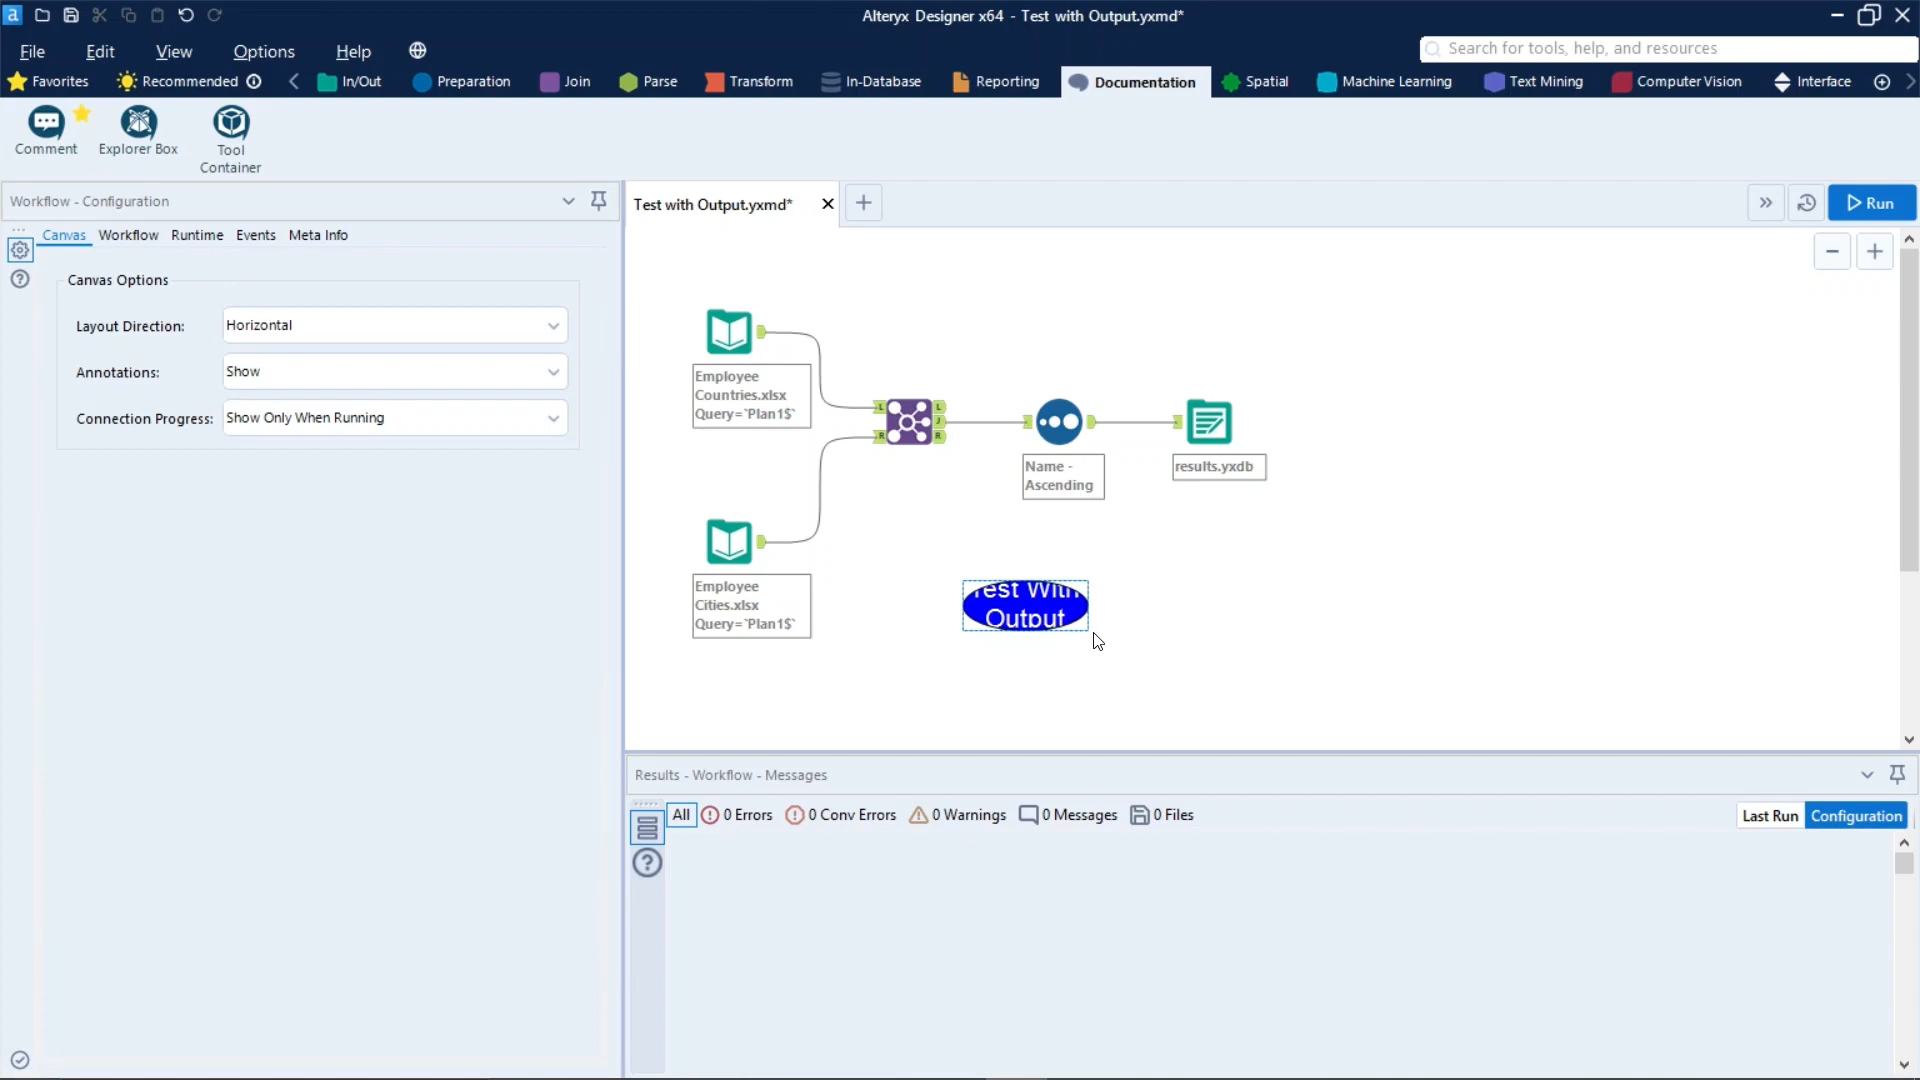 a
Alteryx Designer x64 - Test with Output.yxmd*
File Edit View Options Help
Search for tools, help, and resources
Favorites Recommended In/Out Preparation Join Parse Transform In-Database Reporting Documentation Spatial Machine Learning Text Mining Computer Vision Interface
Comment Explorer Box Tool
Container
Workflow - Configuration
Test with Output.yxmd*
Run
Canvas Workflow Runtime Events Meta Info
Canvas Options
Layout Direction: Horizontal
Annotations: Show
Connection Progress: Show Only When Running
Employee
Countries.xlsx
Query=`Plan1$`
L
R
L
J
R
Name -
Ascending
results.yxdb
Employee
Cities.xlsx
Query=`Plan1$`
Test With
Output
Results - Workflow - Messages
All 0 Errors 0 Conv Errors 0 Warnings 0 Messages 0 Files
Last Run Configuration